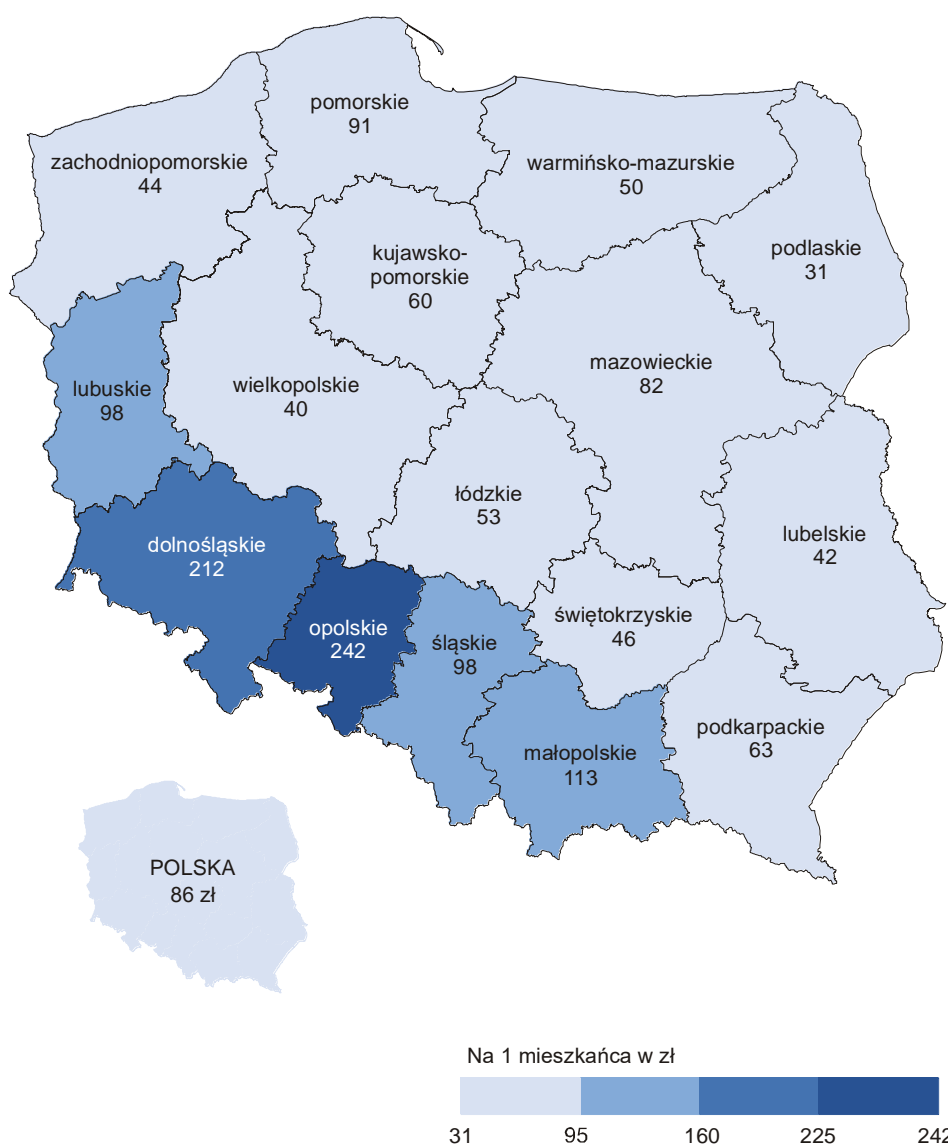 pomorskie
91
zachodniopomorskie
44
warmińsko-mazurskie
50
podlaskie
31
kujawsko-
pomorskie
60
mazowieckie
82
lubuskie
98
wielkopolskie
40
łódzkie
53
lubelskie
42
dolnośląskie
212
opolskie
242
śląskie
98
świętokrzyskie
46
podkarpackie
63
małopolskie
113
POLSKA
86 zł
Na 1 mieszkańca w zł
31 95 160 225 242